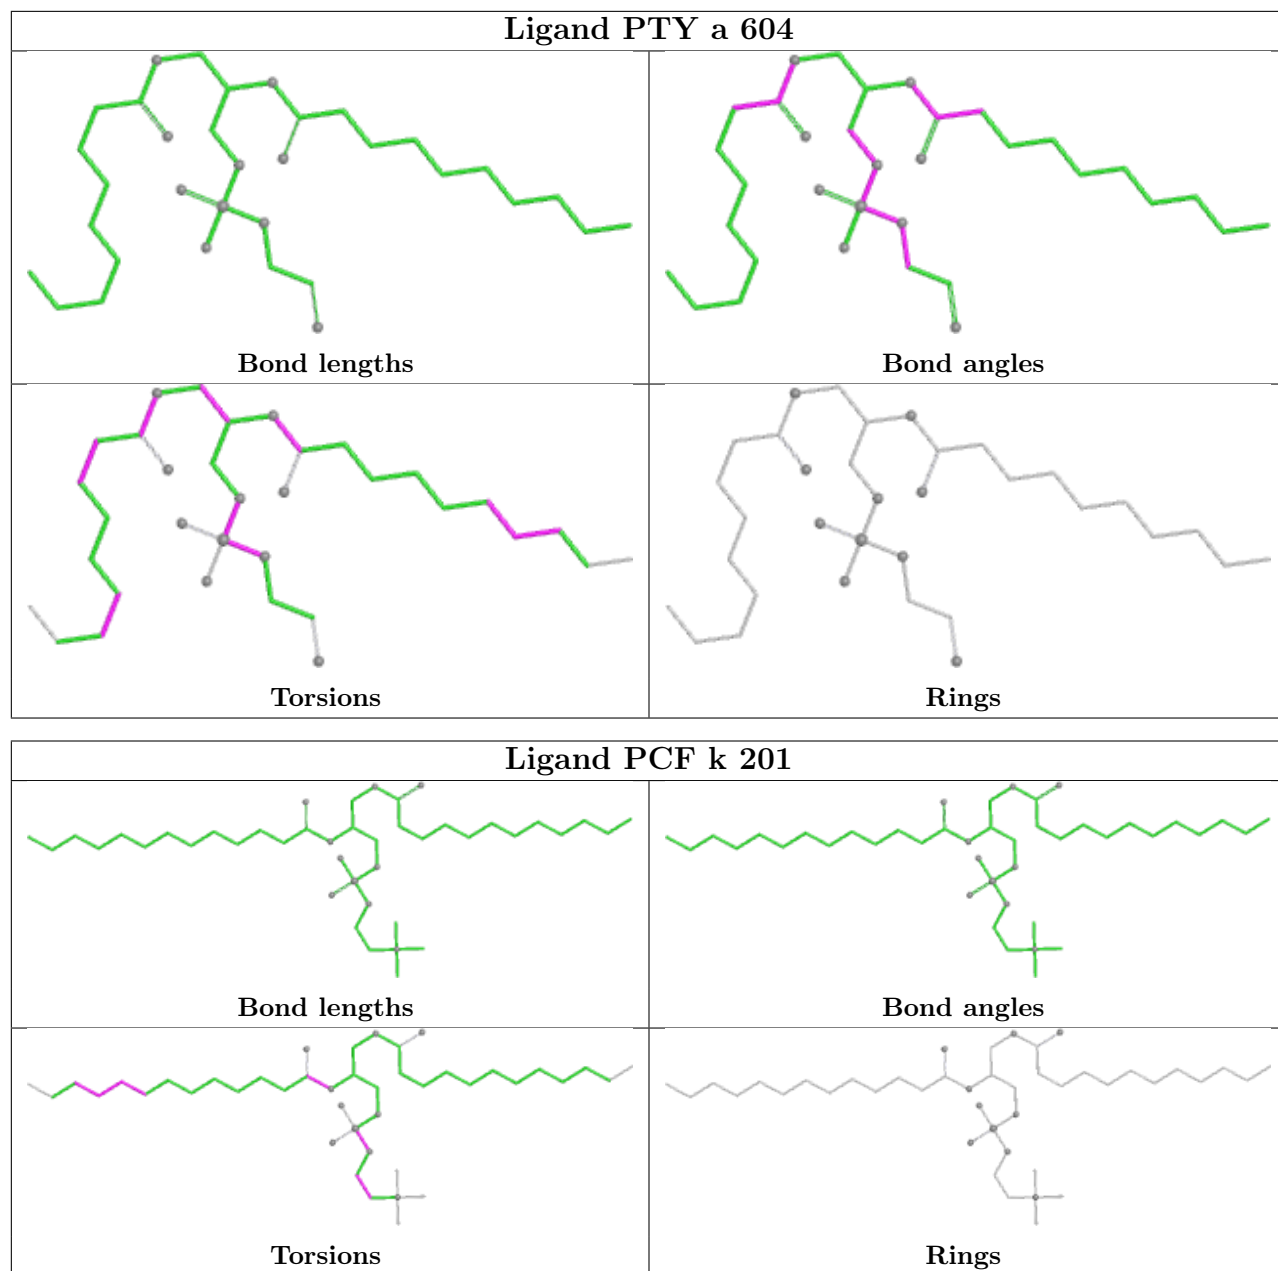 Ligand PTY a 604
Bond lengths
Bond angles
Torsions
Rings
Ligand PCF k 201
Bond lengths
Bond angles
Torsions
Rings